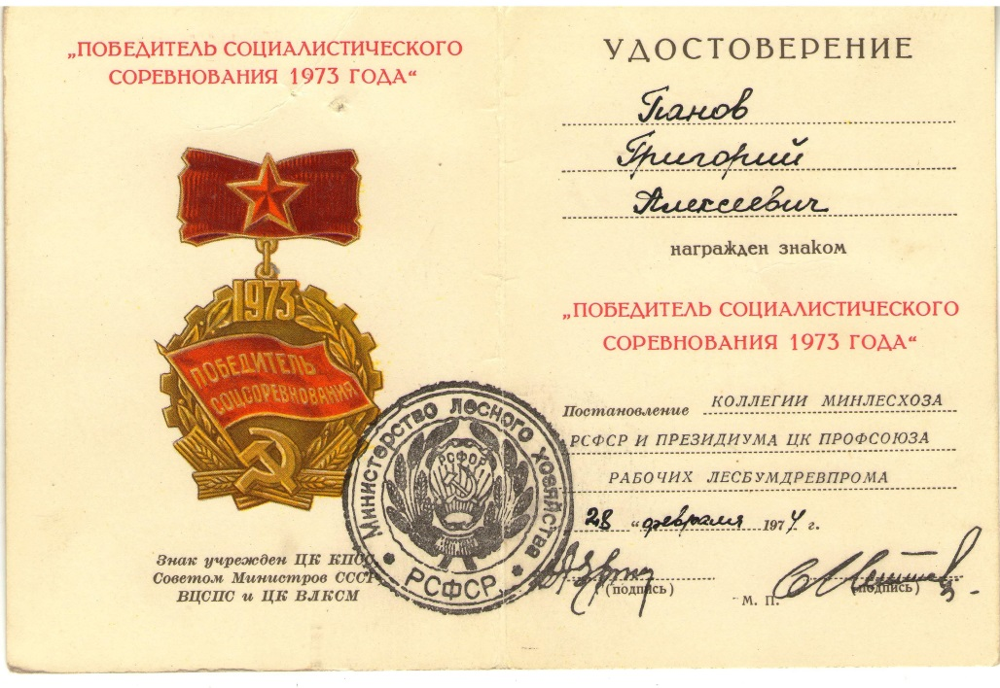 „ПОБЕДИТЕЛЬ СОЦИАЛИСТИЧЕСКОГО
СОРЕВНОВАНИЯ 1973 ГОДА“
1973
ПОБЕДИТЕЛЬ
СОЦСОРЕВНОВАНИЯ
Знак учрежден ЦК КПСС,
Советом Министров СССР,
ВЦСПС и ЦК ВЛКСМ
Министерство лесного хозяйства
РСФСР
РСФСР
УДОСТОВЕРЕНИЕ
Панов
Григорий
Алексеевич
награжден знаком
„ПОБЕДИТЕЛЬ СОЦИАЛИСТИЧЕСКОГО
СОРЕВНОВАНИЯ 1973 ГОДА“
Постановление КОЛЛЕГИИ МИНЛЕСХОЗА
РСФСР И ПРЕЗИДИУМА ЦК ПРОФСОЮЗА
РАБОЧИХ ЛЕСБУМДРЕВПРОМА
28 „ февраля 1974 г.
(подпись) М. П. (подпись)